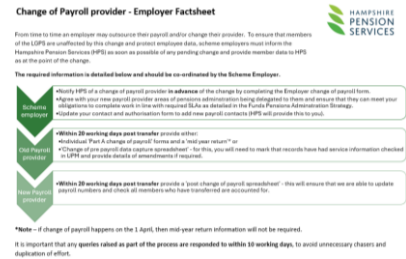 Change of Payroll provider - Employer Factsheet
HAMPSHIRE
PENSION
SERVICES
From time to time an employer may outsource their payroll and/or change their provider. To ensure that members
of the LGPS are unaffected by this change and protect employee data, scheme employers must inform the
Hampshire Pension Services (HPS) as soon as possible of any pending change and provide member data to HPS
as at the point of the change.
The required information is detailed below and should be co-ordinated by the Scheme Employer.
Scheme
employer
•Notify HPS of a change of payroll provider in advance of the change by completing the Employer change of payroll form.
•Agree with your new payroll provider areas of pensions administration being delegated to them and ensure that they can meet your
obligations to complete work in line with required SLAs as detailed in the Funds Pensions Administration Strategy.
•Update your contact and authorisation form to add new payroll contacts (HPS will provide this to you).
Old Payroll
provider
•Within 20 working days post transfer provide either:
•Individual 'Part A change of payroll' forms and a 'mid year return'* or
•'Change of pre payroll data capture spreadsheet' - for this, you will need to mark that records have had service information checked
in UPM and provide details of amendments if required.
New Payroll
provider
•Within 20 working days post transfer provide a 'post change of payroll spreadsheet' - this will ensure that we are able to update
payroll numbers and check all members who have transferred are accounted for.
*Note – if change of payroll happens on the 1 April, then mid-year return information will not be required.
It is important that any queries raised as part of the process are responded to within 10 working days, to avoid unnecessary chasers and
duplication of effort.